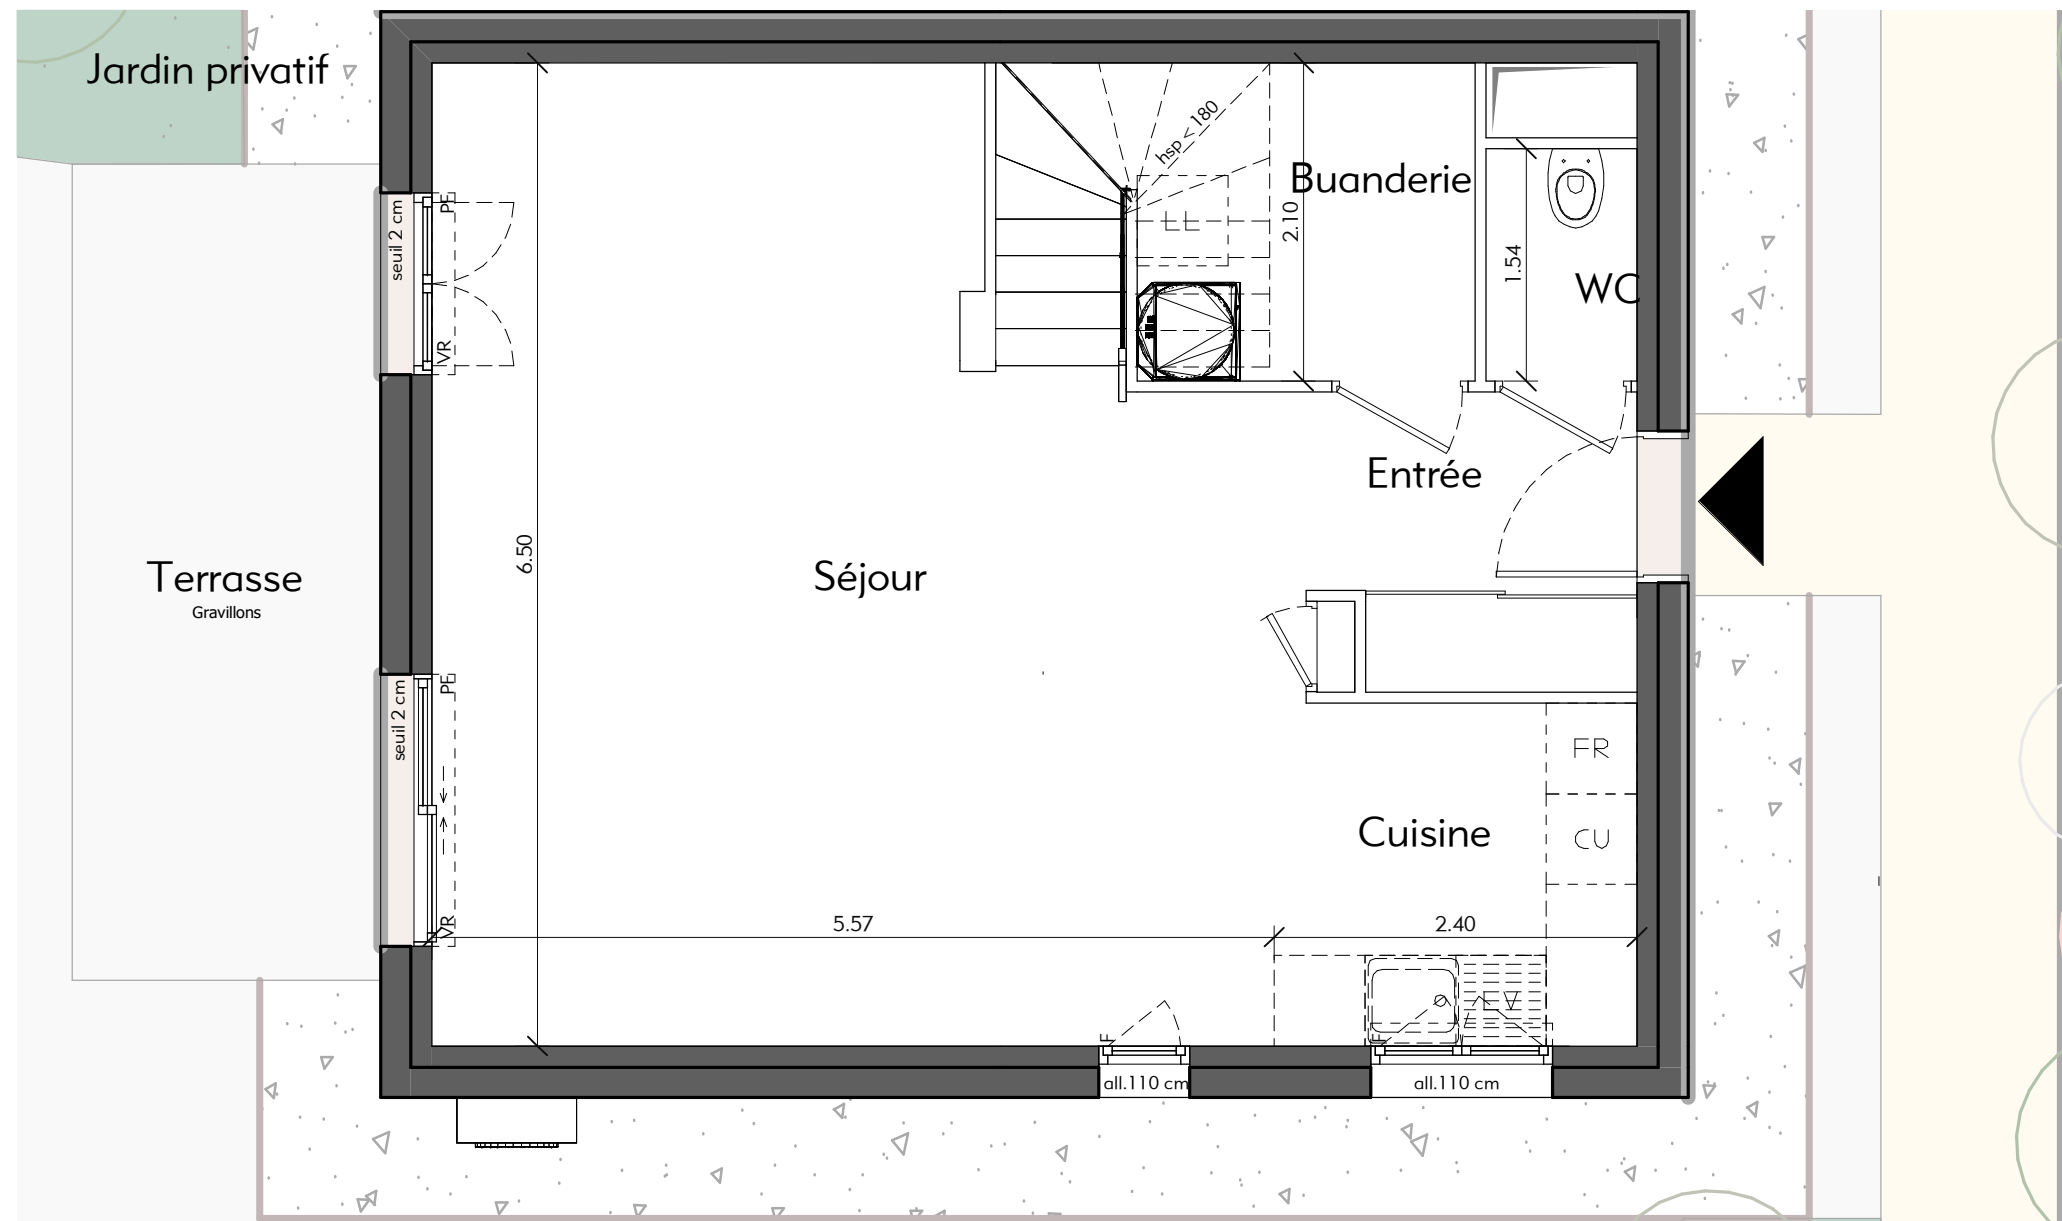 Jardin privatif
hsp < 180
Buanderie
LL
2.10
seuil 2 cm
PF
VR
1.54
WC
Entrée
6.50
Séjour
Terrasse
Gravillons
seuil 2 cm
PF
VR
FR
CU
Cuisine
5.57
2.40
LV
F
F
all.110 cm
all.110 cm